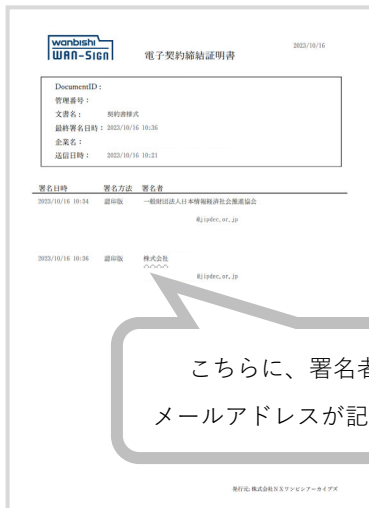 wanbishi
WAN-SIGN
電子契約締結証明書
2023/10/16
DocumentID：
管理番号：
文書名： 契約書様式
最終署名日時：2023/10/16 10:36
企業名：
送信日時： 2023/10/16 10:21
署名日時 署名方法 署名者
2023/10/16 10:34 認印版 一般財団法人日本情報経済社会推進協会
@jipdec.or.jp
2023/10/16 10:36 認印版 株式会社
◇◇◇◇
@jipdec.or.jp
こちらに、署名者
メールアドレスが記
発行元:株式会社NXワンビシアーカイブズ